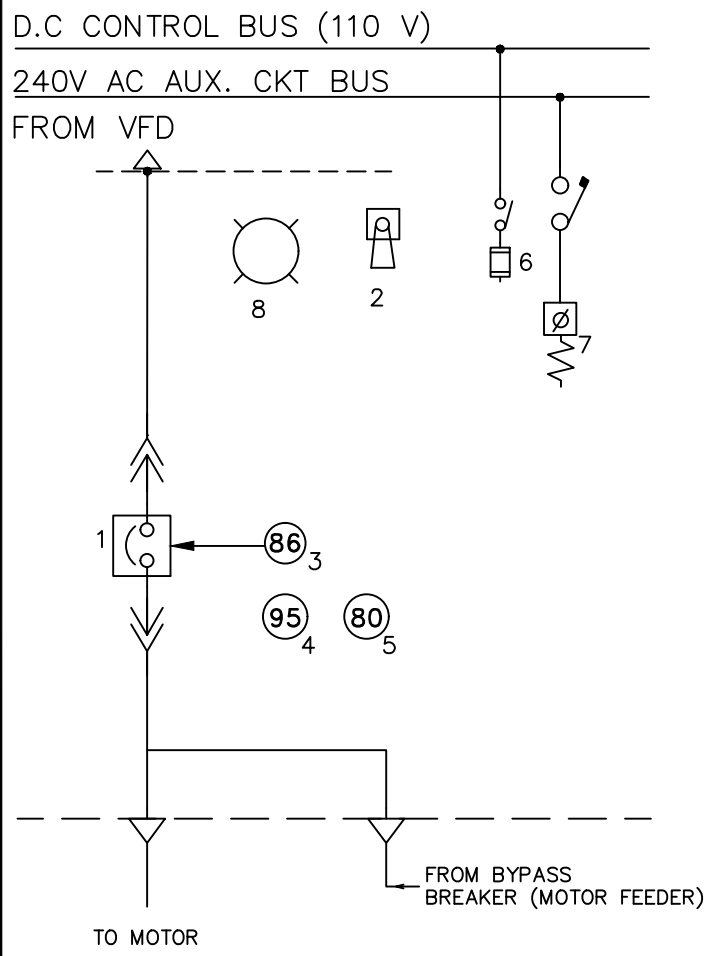 D.C CONTROL BUS (110 V)
240V AC AUX. CKT BUS
FROM VFD
8
2
6
7
1
86
3
95
4
80
5
FROM BYPASS
BREAKER (MOTOR FEEDER)
TO MOTOR